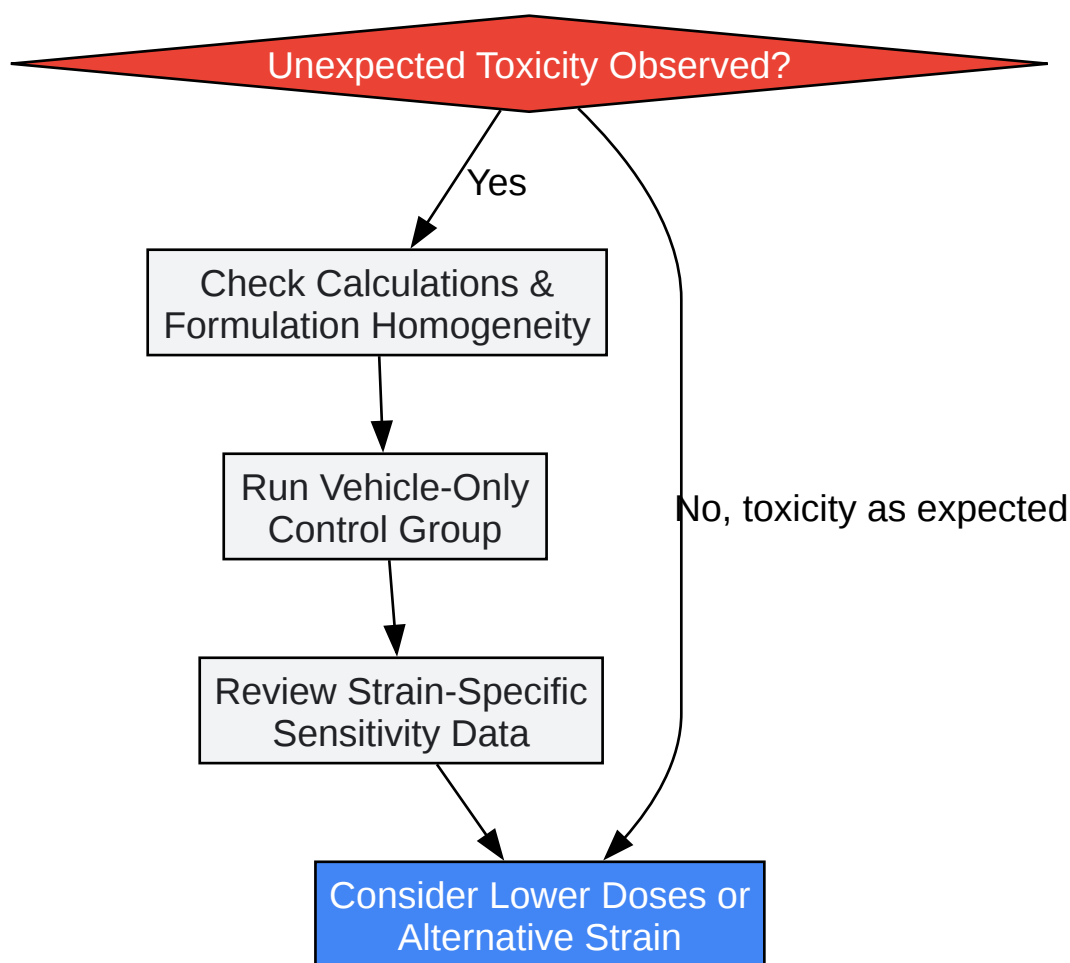 Unexpected Toxicity Observed?
Yes
Check Calculations &
Formulation Homogeneity
Run Vehicle-Only
Control Group
No, toxicity as expected
Review Strain-Specific
Sensitivity Data
Consider Lower Doses or
Alternative Strain